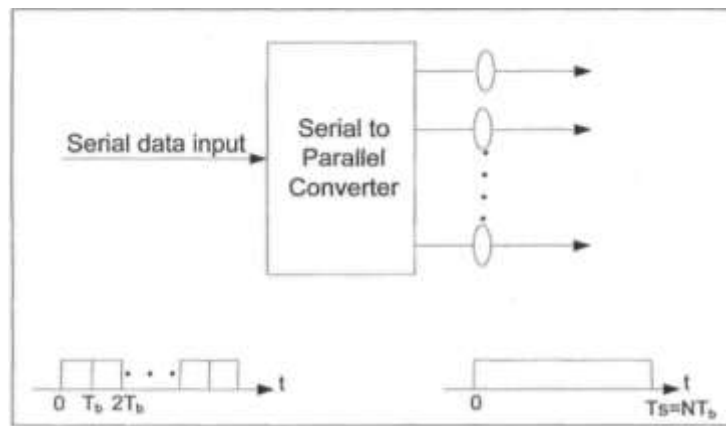 Serial data input
Serial to
Parallel
Converter
t
0
T_b
2T_b
t
0
Ts=NT_b